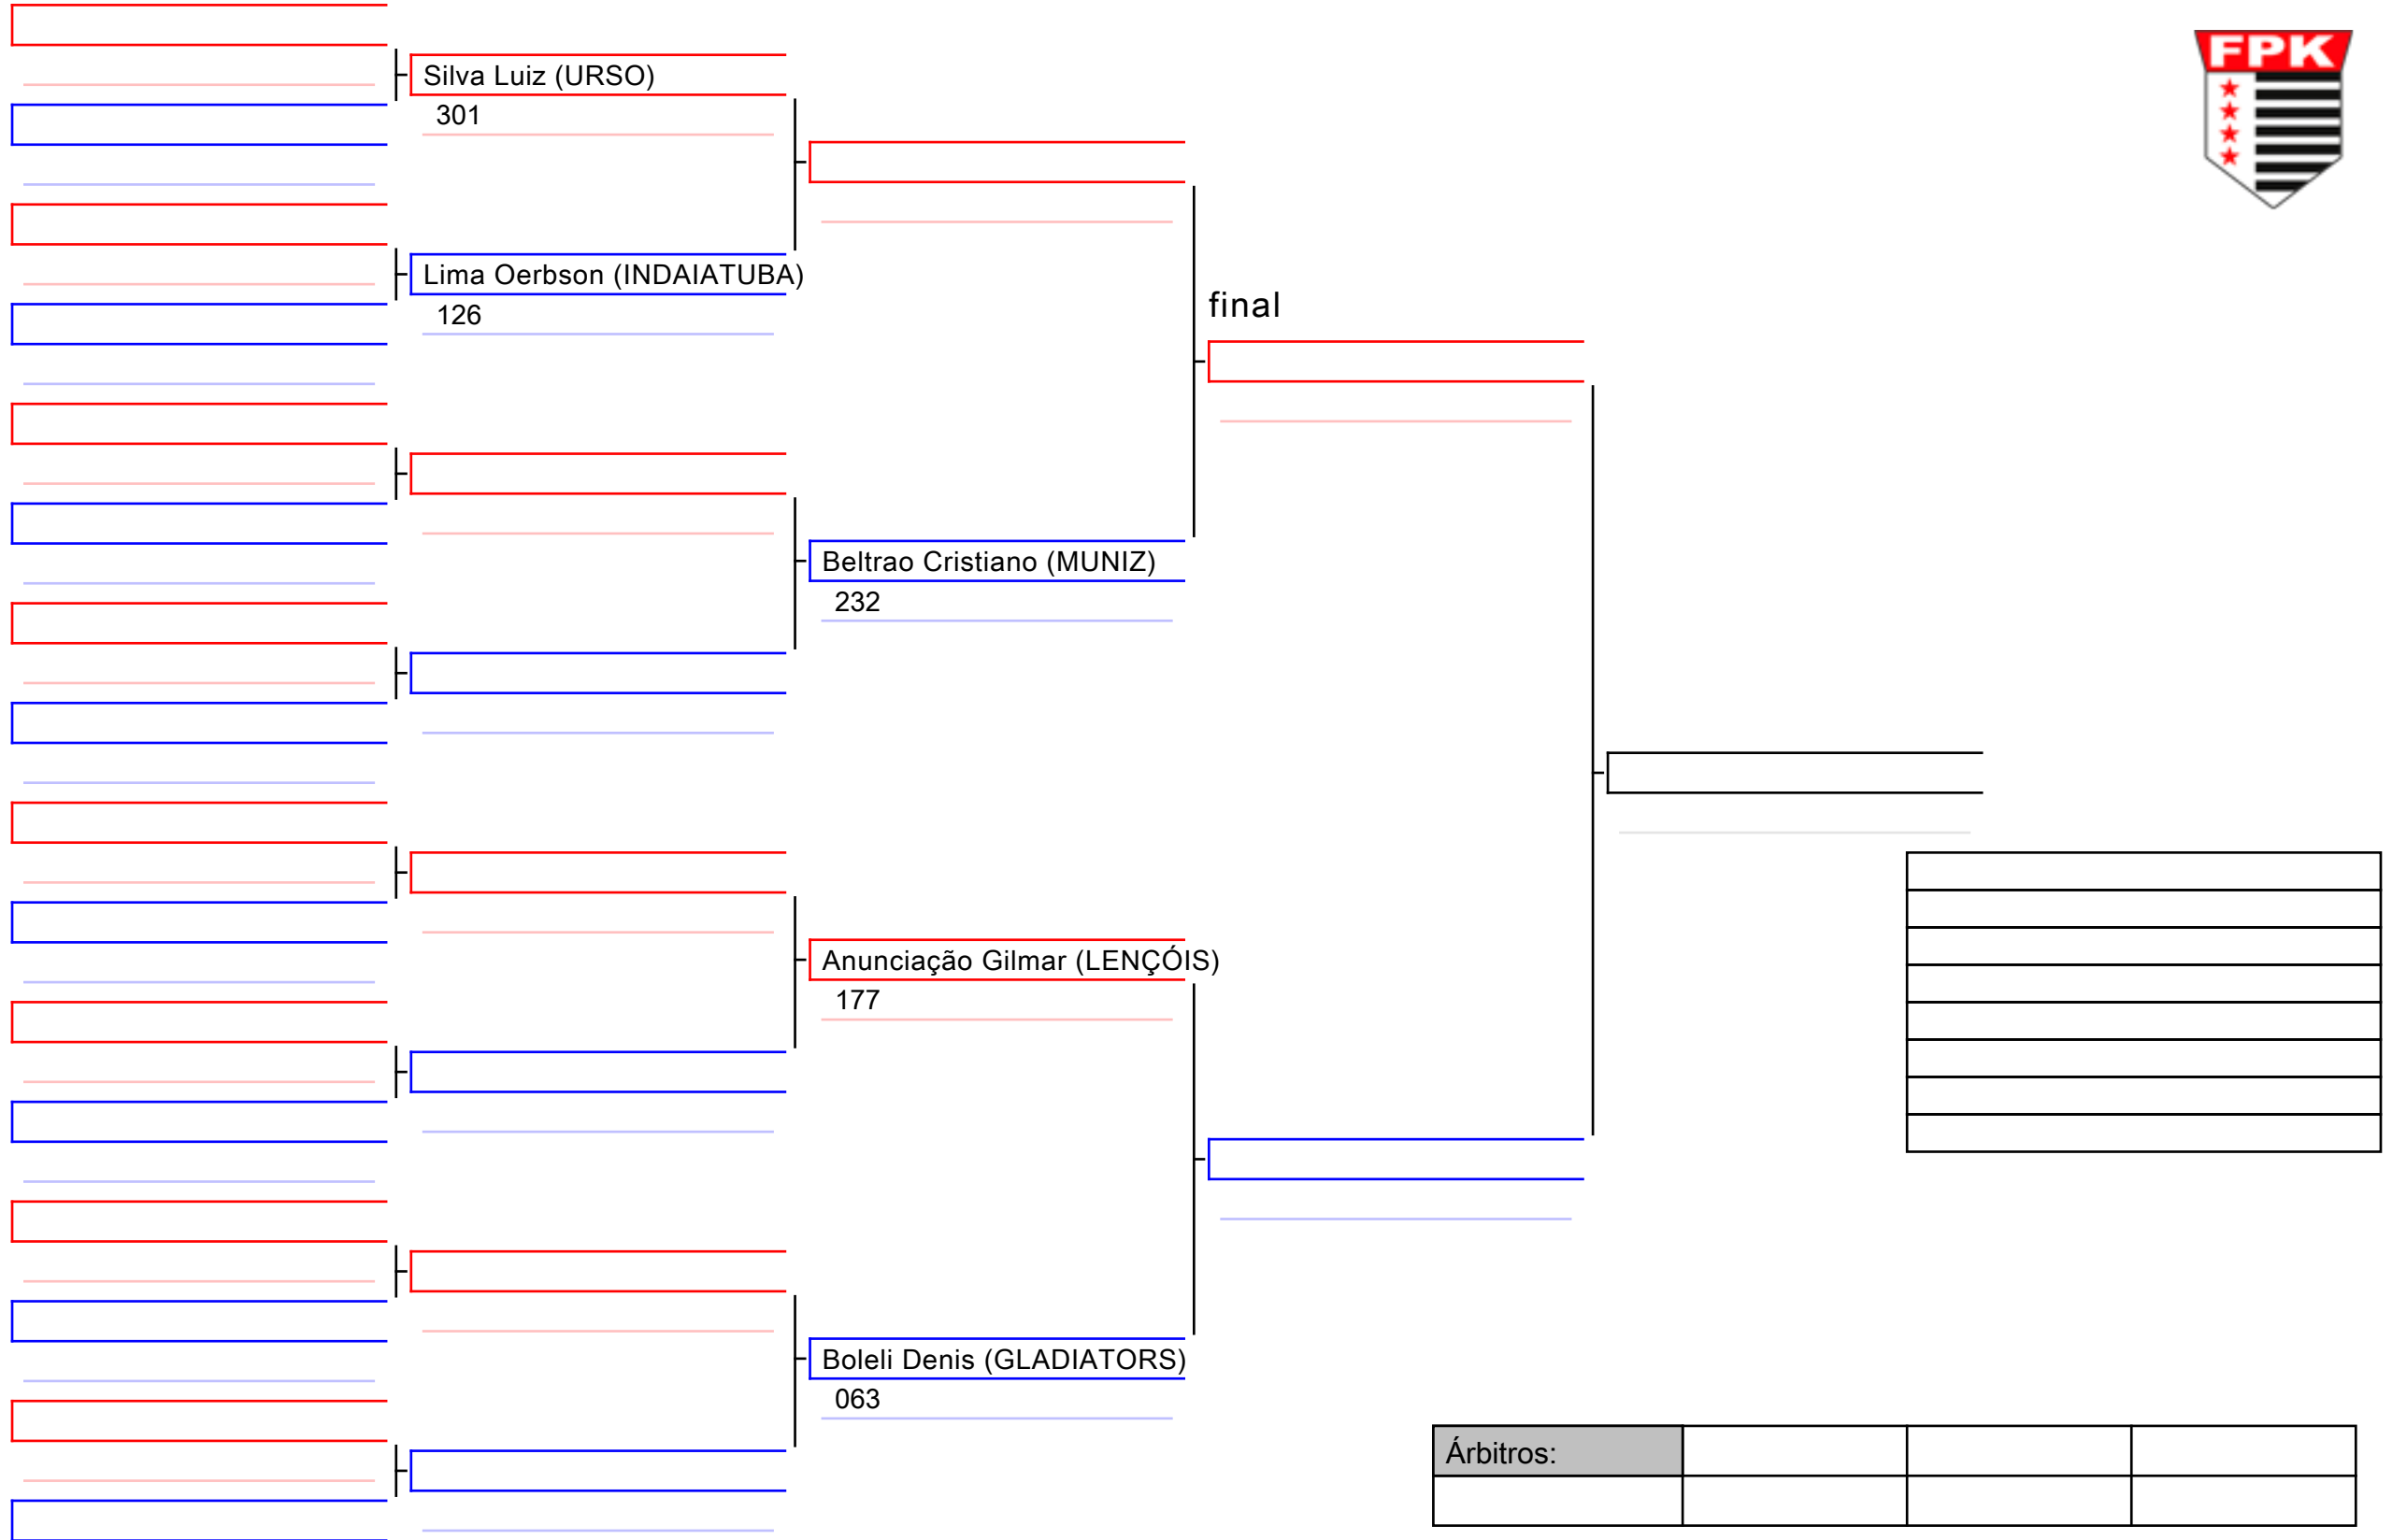 FPK
Silva Luiz (URSO)
301
Lima Oerbson (INDAIATUBA)
126
final
Beltrao Cristiano (MUNIZ)
232
Anunciação Gilmar (LENÇÓIS)
177
Boleli Denis (GLADIATORS)
063
Árbitros: